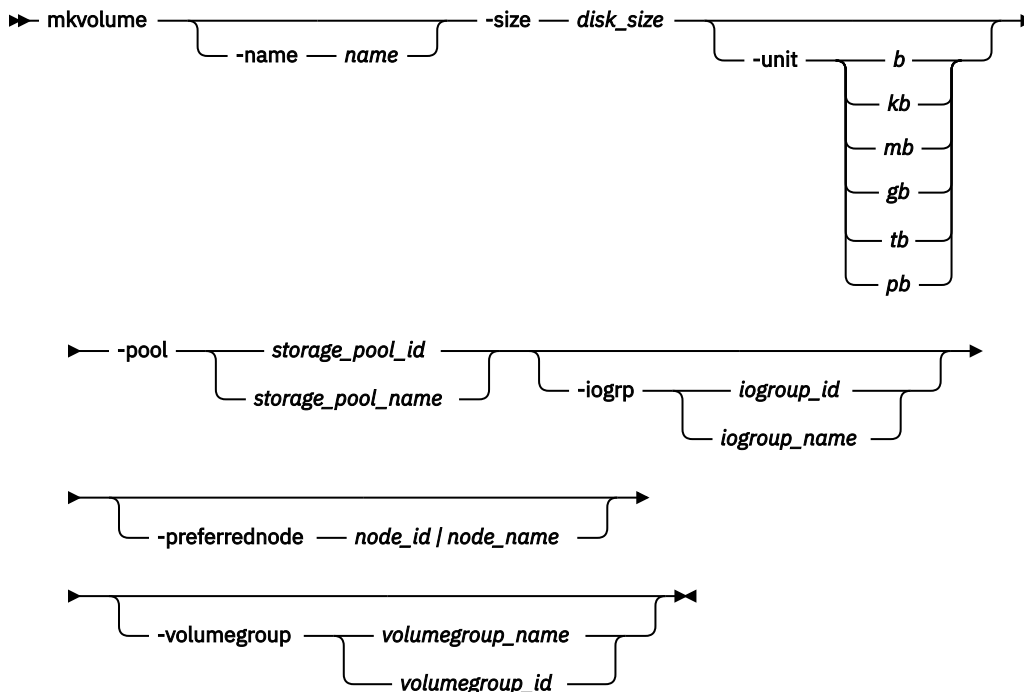 mkvolume -name name -size disk_size -unit b
kb
mb
gb
tb
pb
-pool storage_pool_id
storage_pool_name
-iogrp iogroup_id
iogroup_name
-preferrednode node_id / node_name
-volumegroup volumegroup_name
volumegroup_id